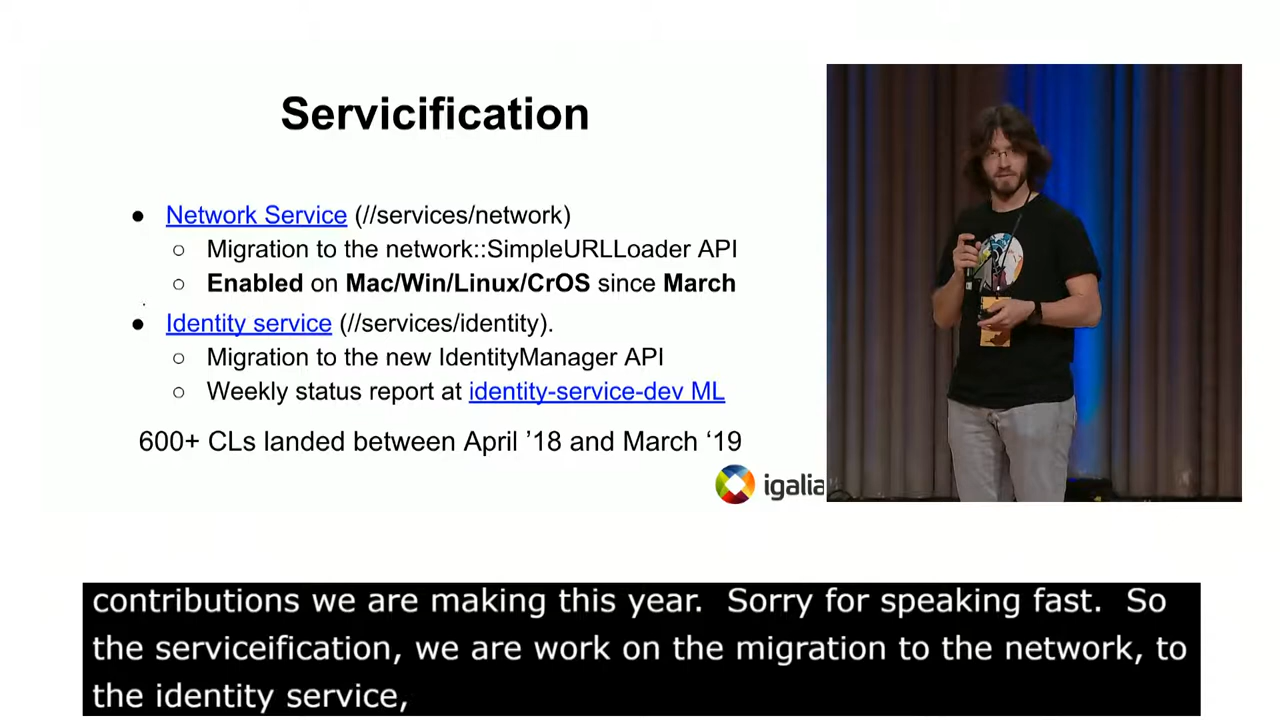 Servicification
● Network Service (//services/network)
○ Migration to the network::SimpleURLLoader API
○ Enabled on Mac/Win/Linux/CrOS since March
● Identity service (//services/identity).
○ Migration to the new IdentityManager API
○ Weekly status report at identity-service-dev ML
600+ CLs landed between April ’18 and March ‘19
igalia
contributions we are making this year.  Sorry for speaking fast.  So
the serviceification, we are work on the migration to the network, to
the identity service,